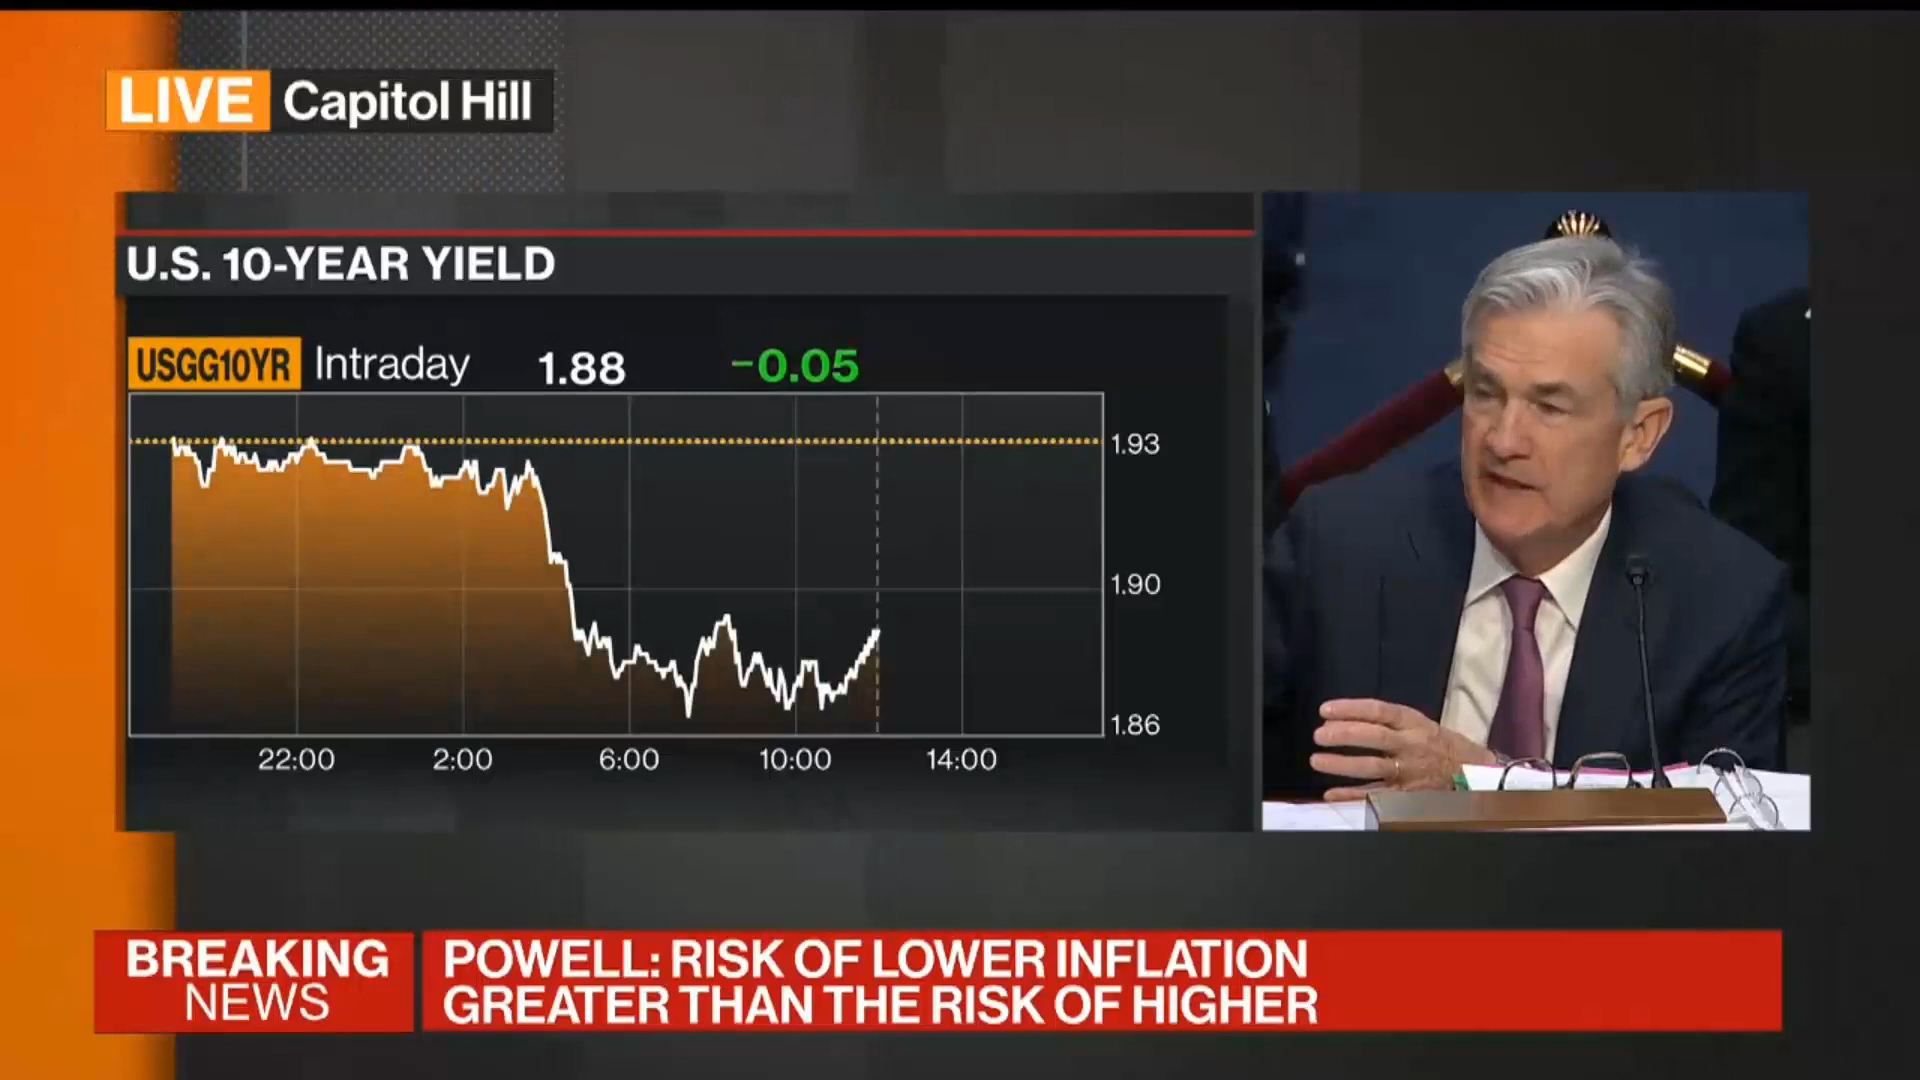 LIVE Capitol Hill
U.S. 10-YEAR YIELD
USGG10YR Intraday 1.88 -0.05
1.93
1.90
1.86
22:00 2:00 6:00 10:00 14:00
BREAKING
NEWS
POWELL: RISK OF LOWER INFLATION
GREATER THAN THE RISK OF HIGHER